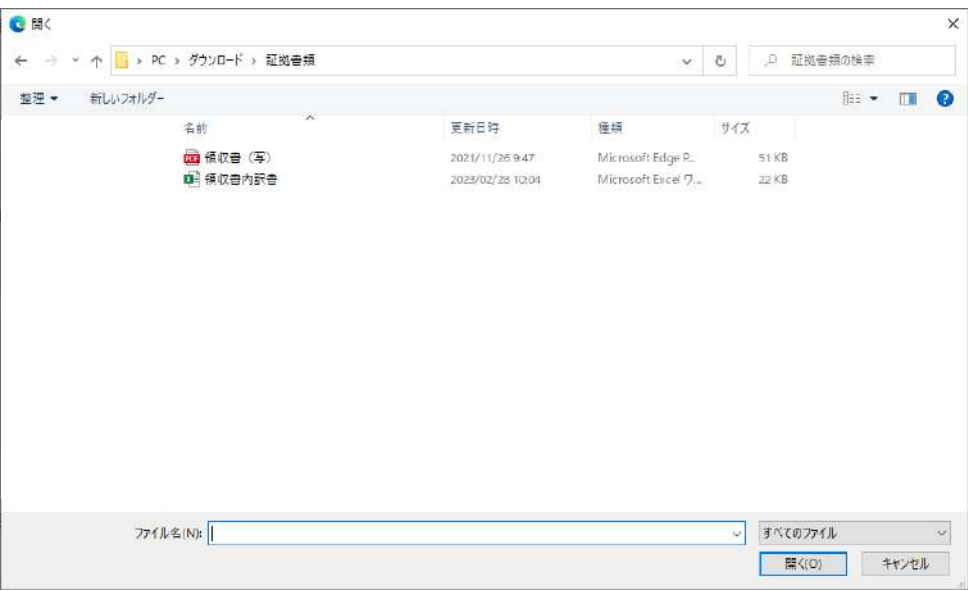 開く
PC › ダウンロード › 証拠書類
証拠書類の検索
整理 新しいフォルダー
名前 更新日時 種類 サイズ
PDF 領収書（写） 2021/11/26 9:47 Microsoft Edge P... 51 KB
領収書内訳書 2023/02/28 10:04 Microsoft Excel ワ... 22 KB
ファイル名(N): すべてのファイル
開く(O) キャンセル